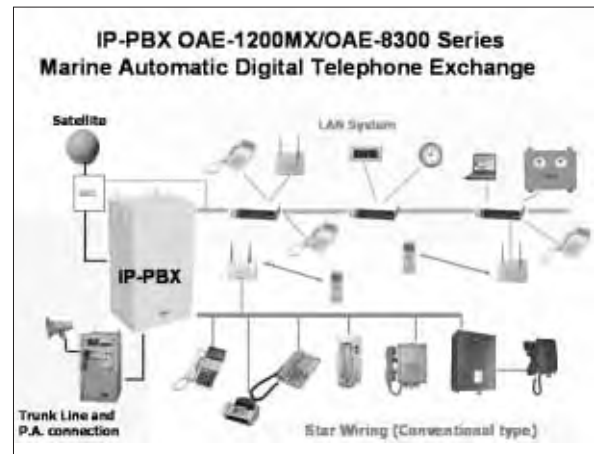 IP-PBX OAE-1200MX/OAE-8300 Series
Marine Automatic Digital Telephone Exchange
Satellite
LAN System
IP-PBX
Trunk Line and
P.A. connection
Star Wiring (Conventional type)